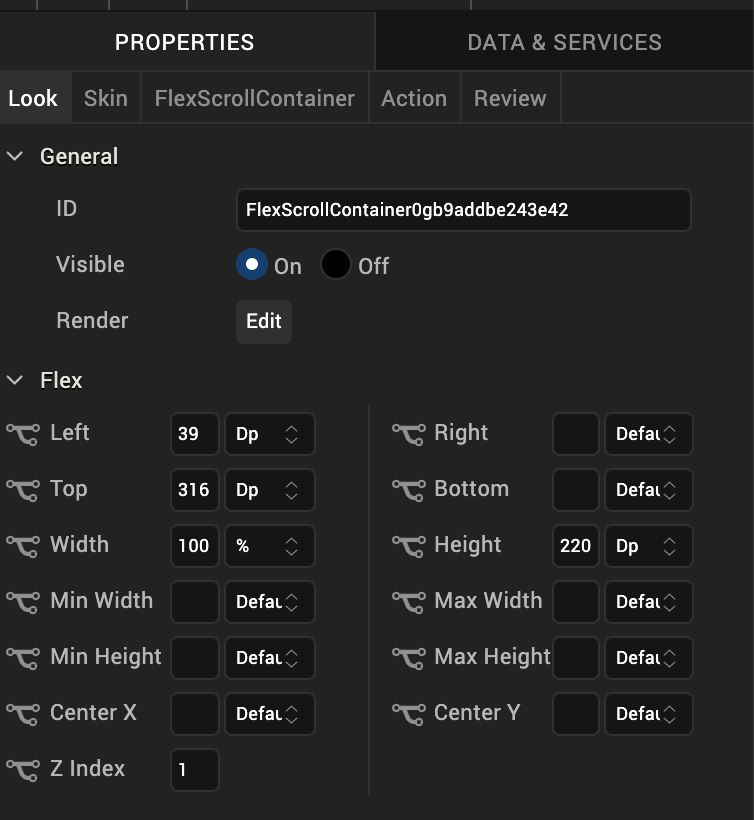 PROPERTIES DATA & SERVICES
Look Skin FlexScrollContainer Action Review
General
ID FlexScrollContainer0gb9addbe243e42
Visible On Off
Render Edit
Flex
Left 39 Dp Right Defau
Top 316 Dp Bottom Defau
Width 100 % Height 220 Dp
Min Width Defau Max Width Defau
Min Height Defau Max Height Defau
Center X Defau Center Y Defau
Z Index 1